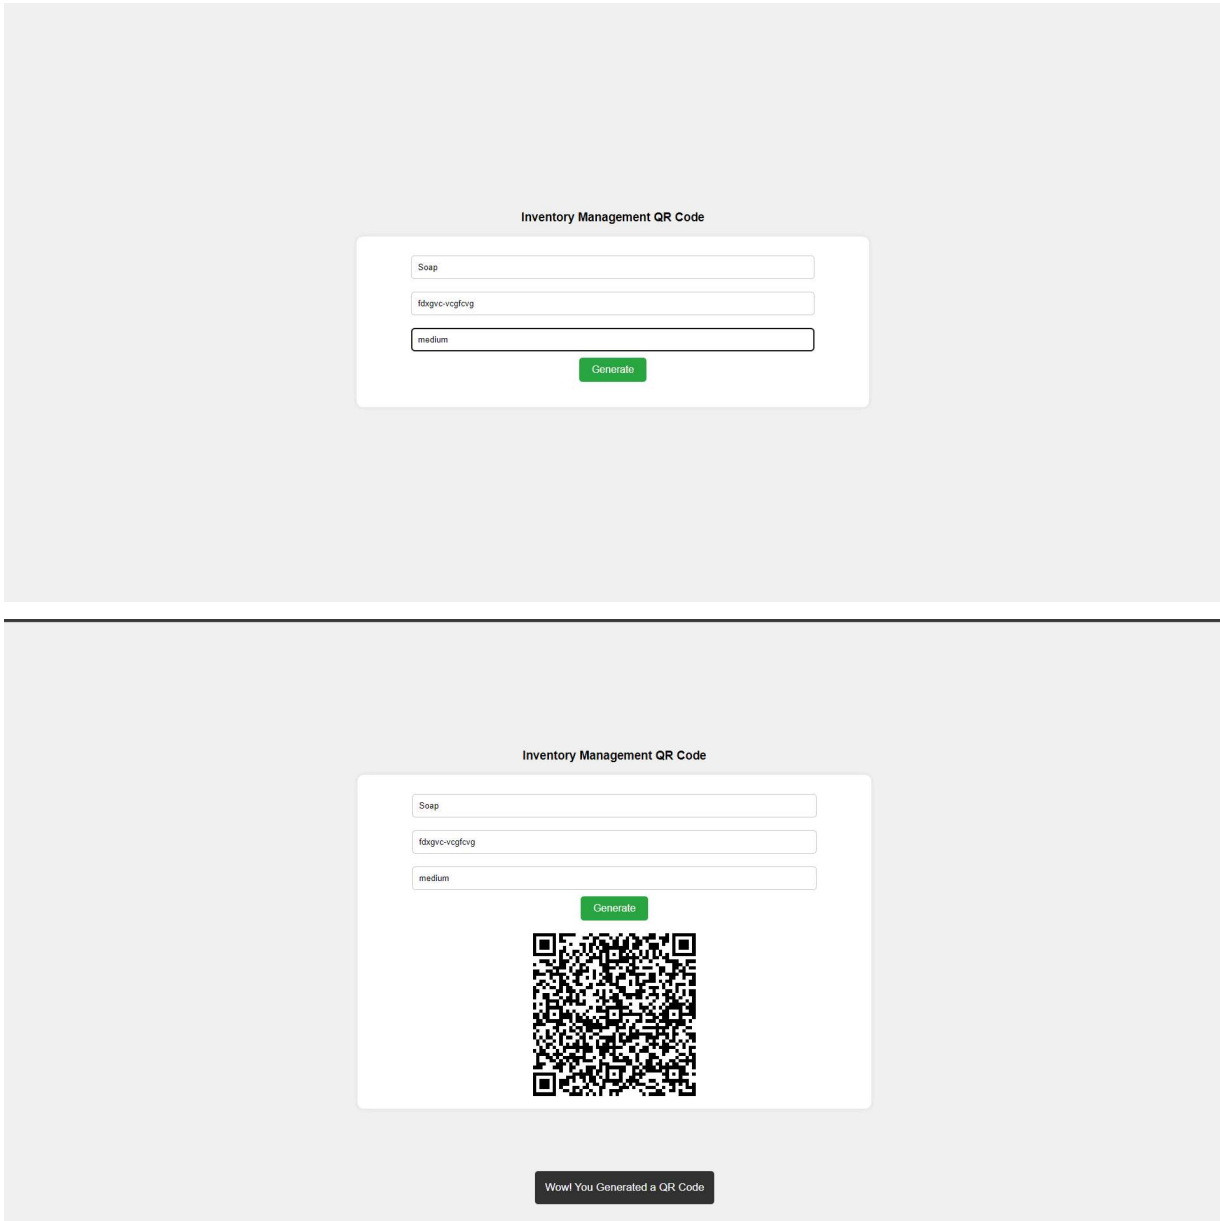 Inventory Management QR Code
Soap
fdxgvc-vcgfcvg
medium
Generate
Inventory Management QR Code
Soap
fdxgvc-vcgfcvg
medium
Generate
Wow! You Generated a QR Code